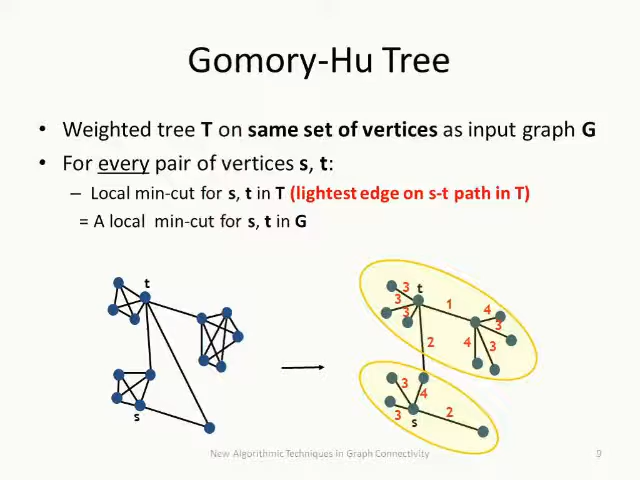 Gomory-Hu Tree
• Weighted tree T on same set of vertices as input graph G
• For every pair of vertices s, t:
– Local min-cut for s, t in T (lightest edge on s-t path in T)
= A local min-cut for s, t in G
t
s
3
t
3
3
1
4
3
4
3
2
3
4
3
s
2
New Algorithmic Techniques in Graph Connectivity
9